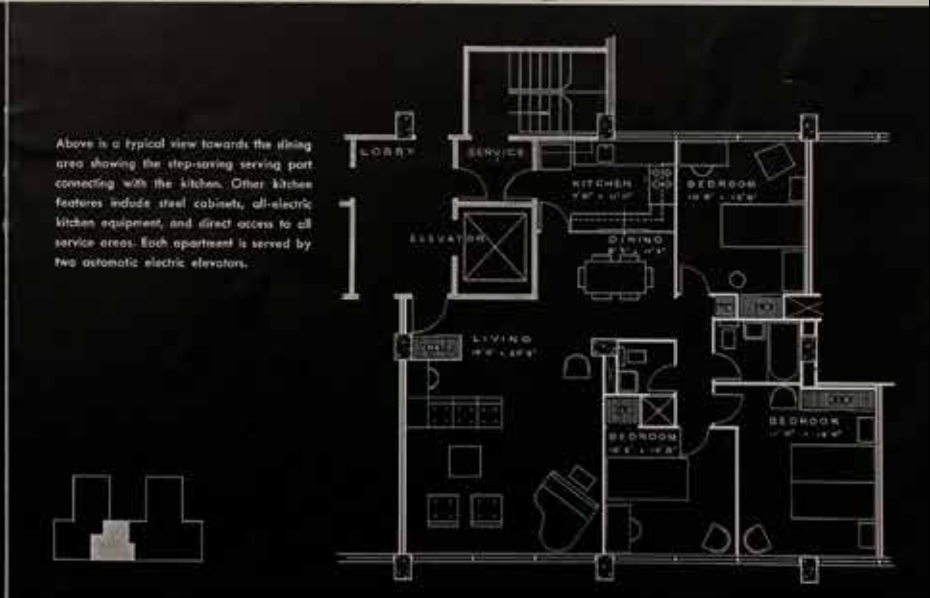 Above is a typical view towards the dining
area showing the step-saving serving port
connecting with the kitchen. Other kitchen
features include steel cabinets, all-electric
kitchen equipment, and direct access to all
service areas. Each apartment is served by
two automatic electric elevators.
LOBBY
SERVICE
KITCHEN
BEDROOM
ELEVATOR
DINING
LIVING
BEDROOM
BEDROOM